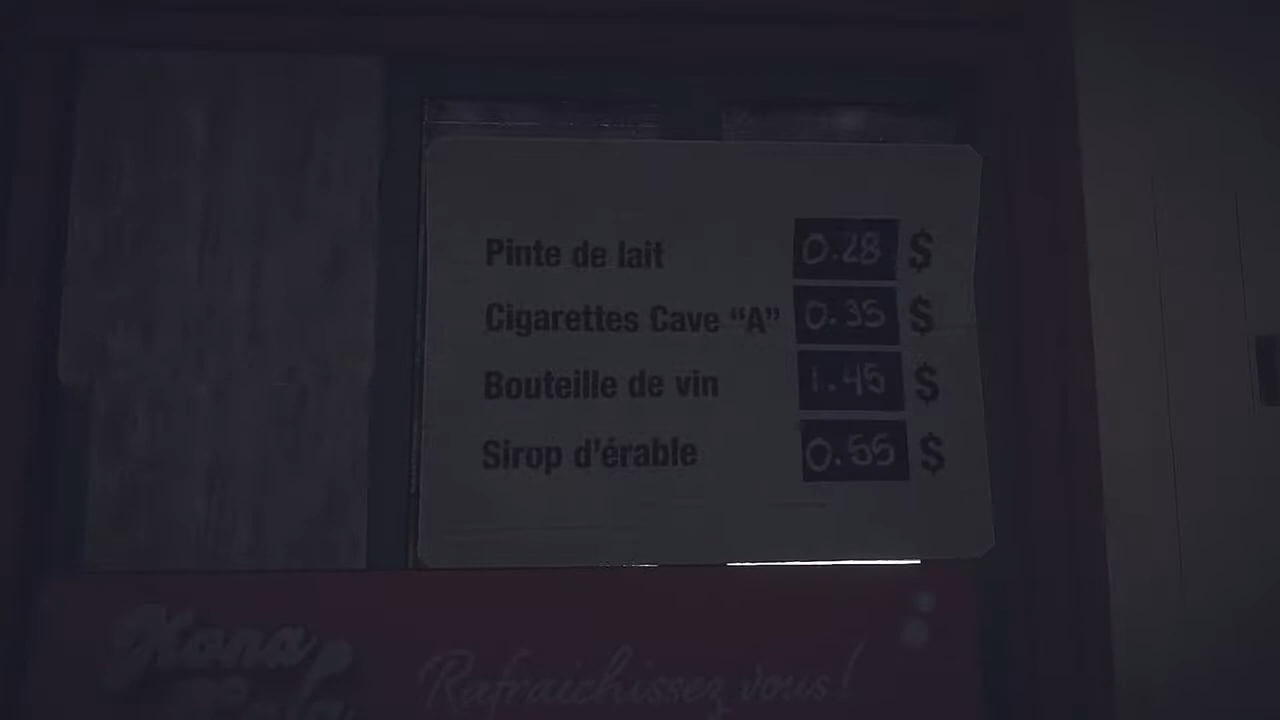 Pinte de lait 0.28 $
Cigarettes Cave “A” 0.35 $
Bouteille de vin 1.45 $
Sirop d’érable 0.55 $
Kona
Rafraichissez vous!